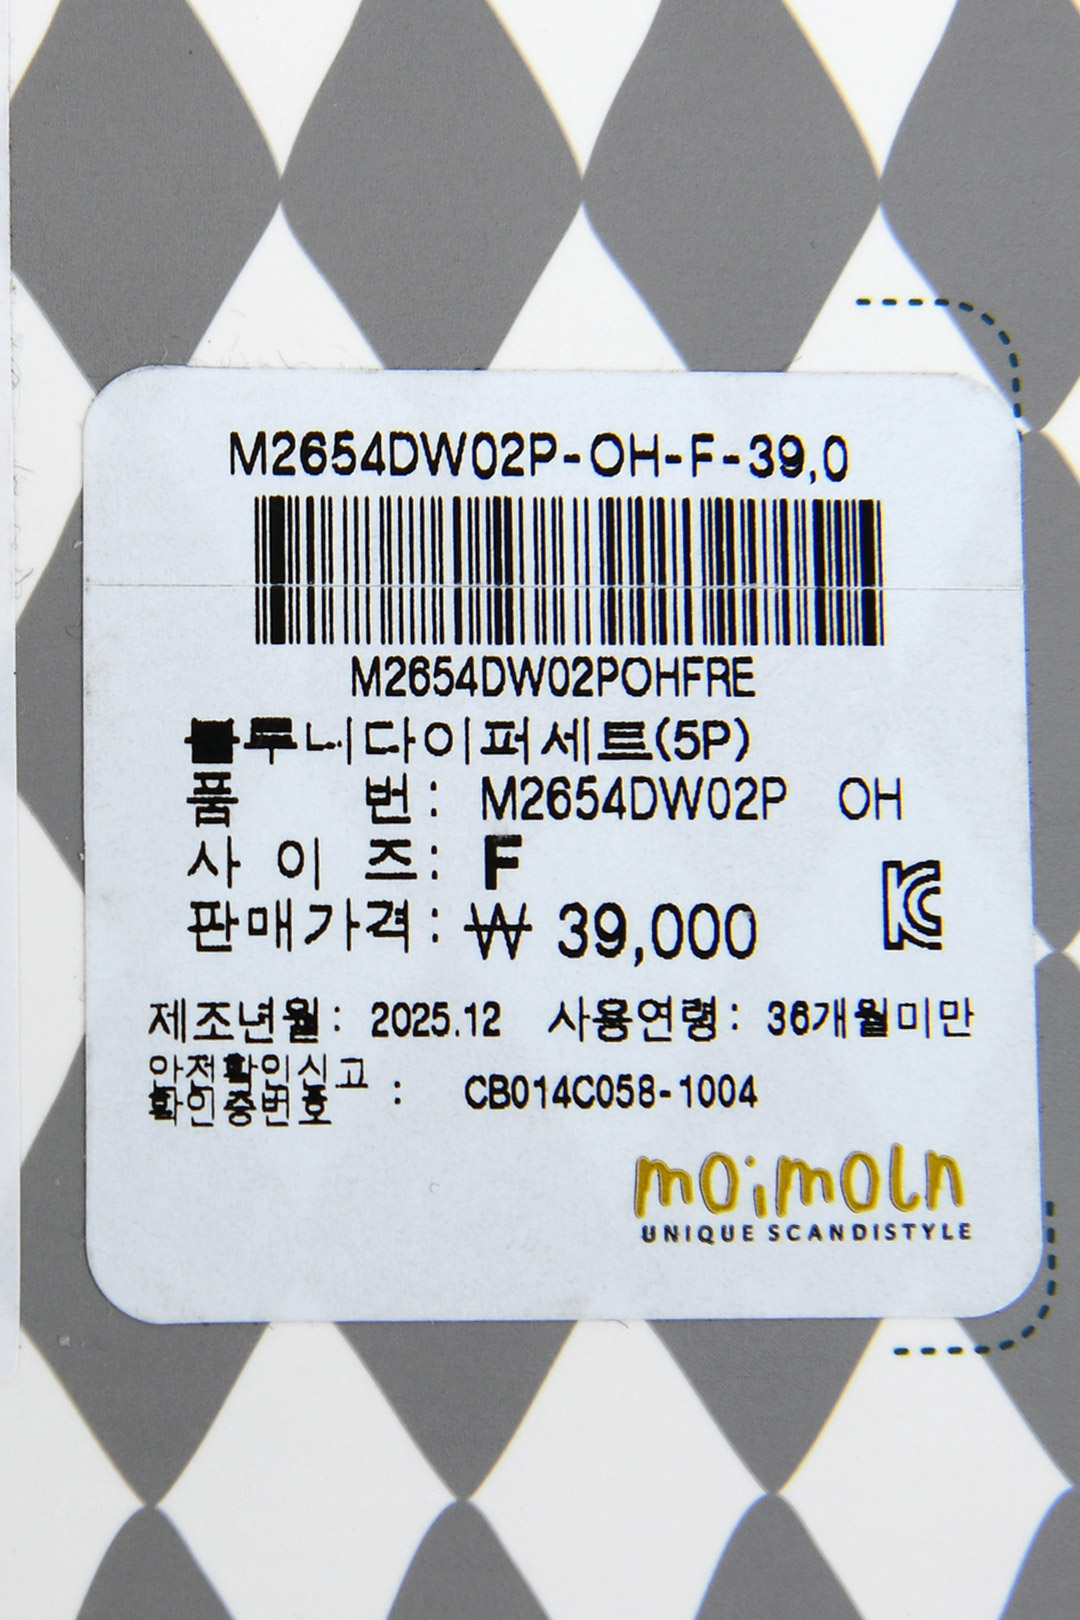 M2654DW02P-OH-F-39,0
M2654DW02POHFRE
블루니다이퍼세트(5P)
품 번: M2654DW02P OH
사 이 즈: F
판매가격: ₩ 39,000
제조년월: 2025.12 사용연령: 36개월미만
안전확인신고
확인증번호 : CB014C058-1004
moimoln
UNIQUE SCANDISTYLE